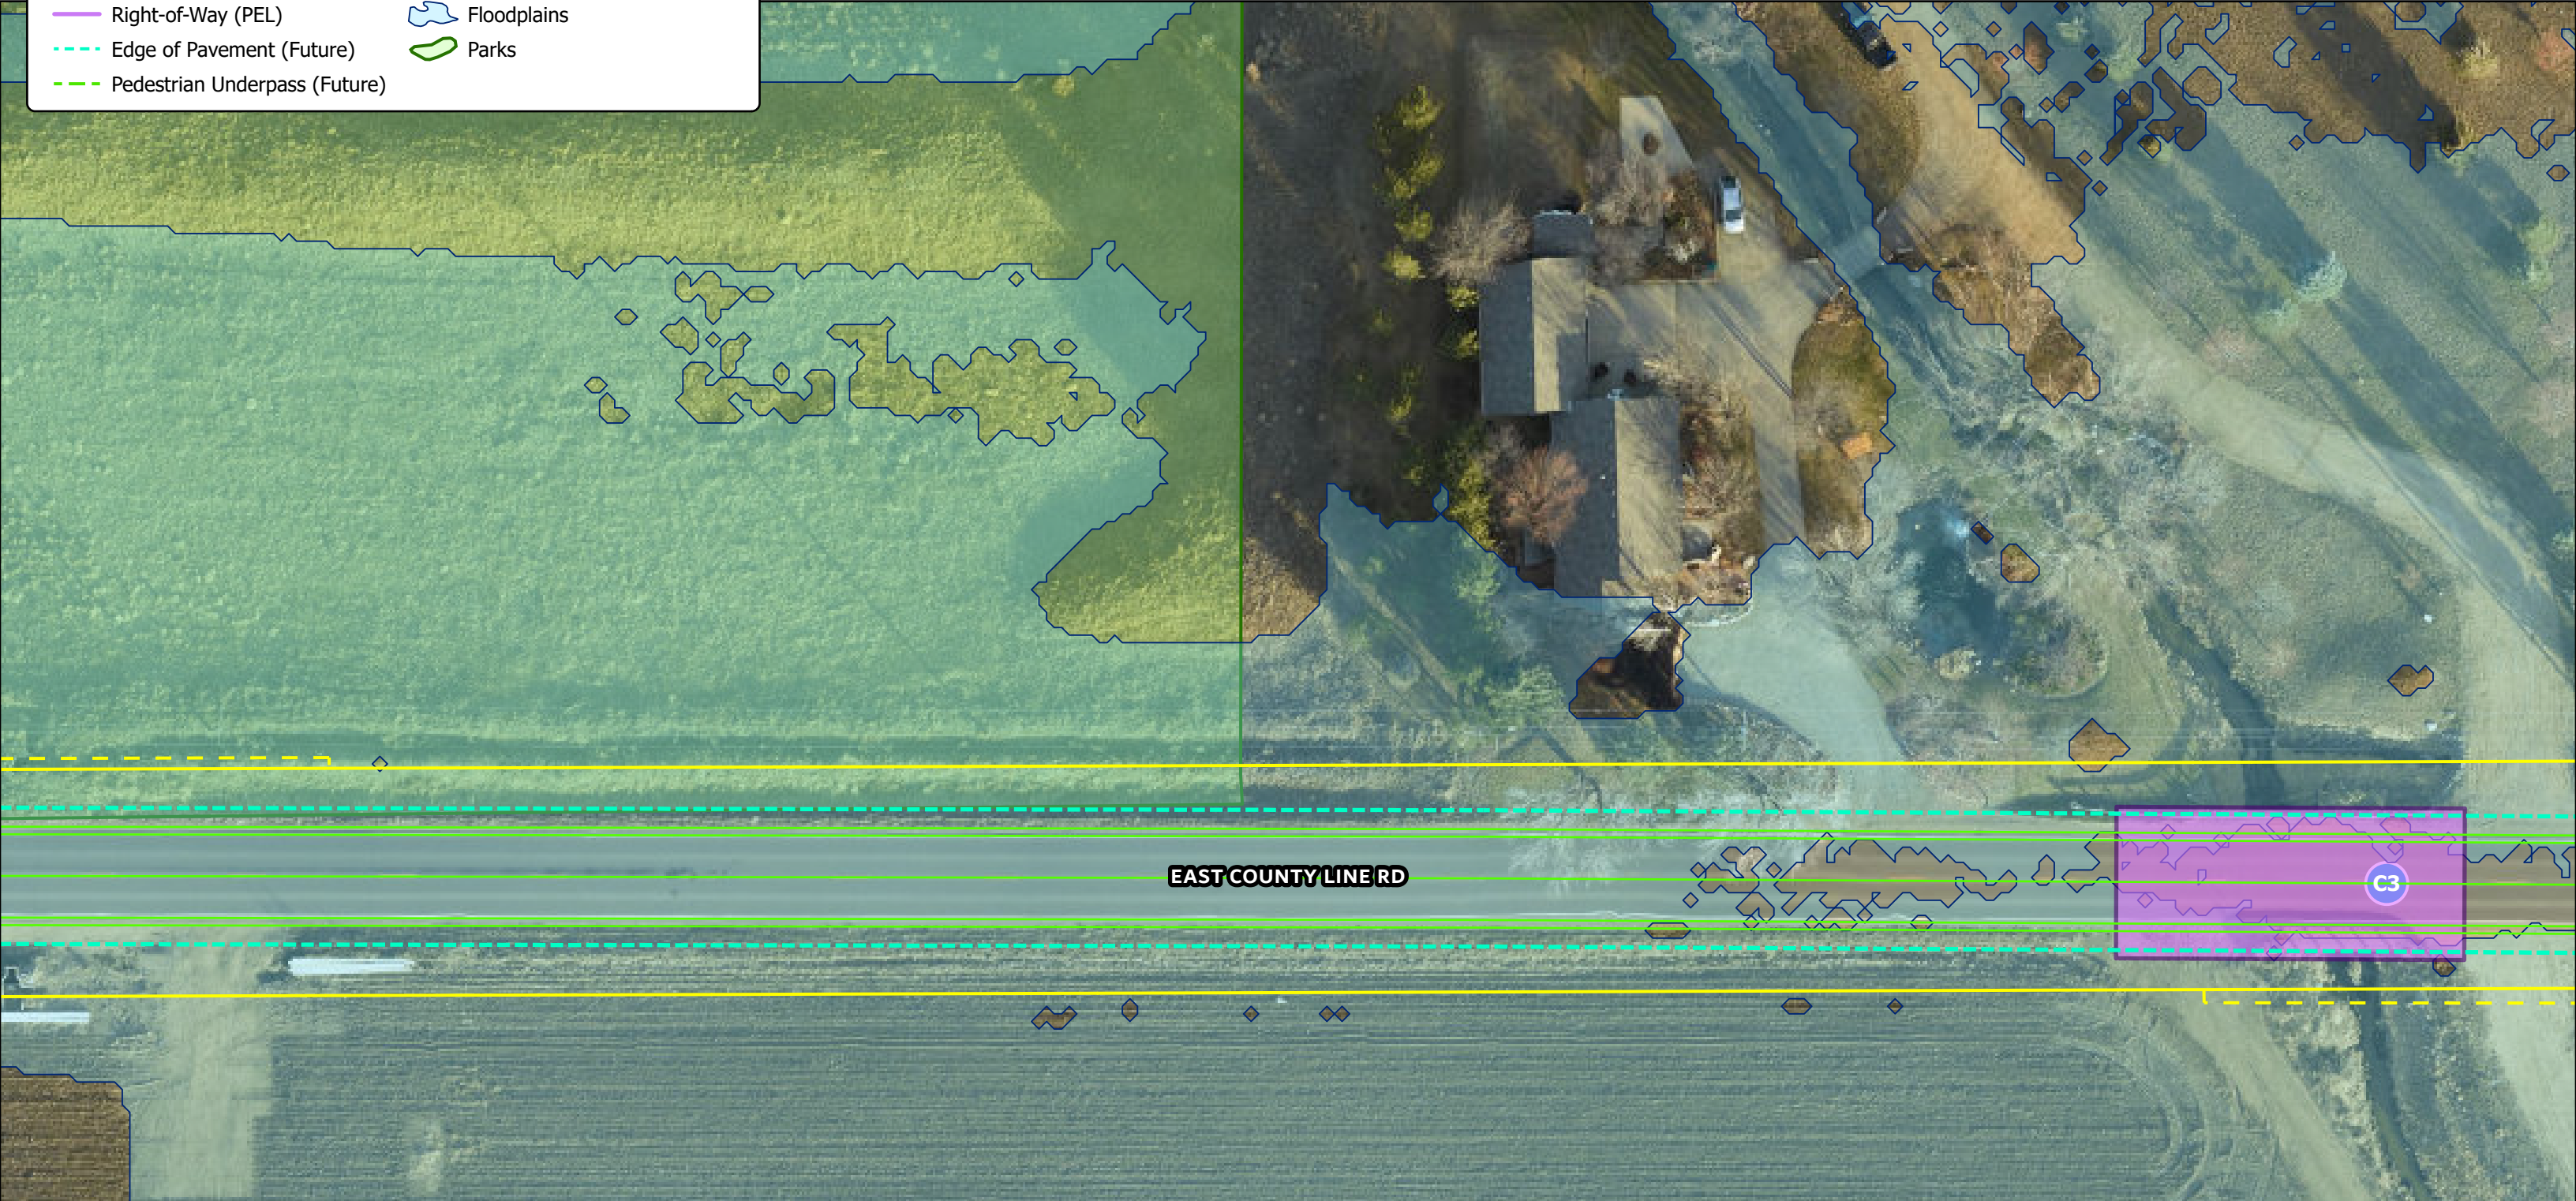 Right-of-Way (PEL)
Floodplains
Edge of Pavement (Future)
Parks
Pedestrian Underpass (Future)
EAST COUNTY LINE RD
C3